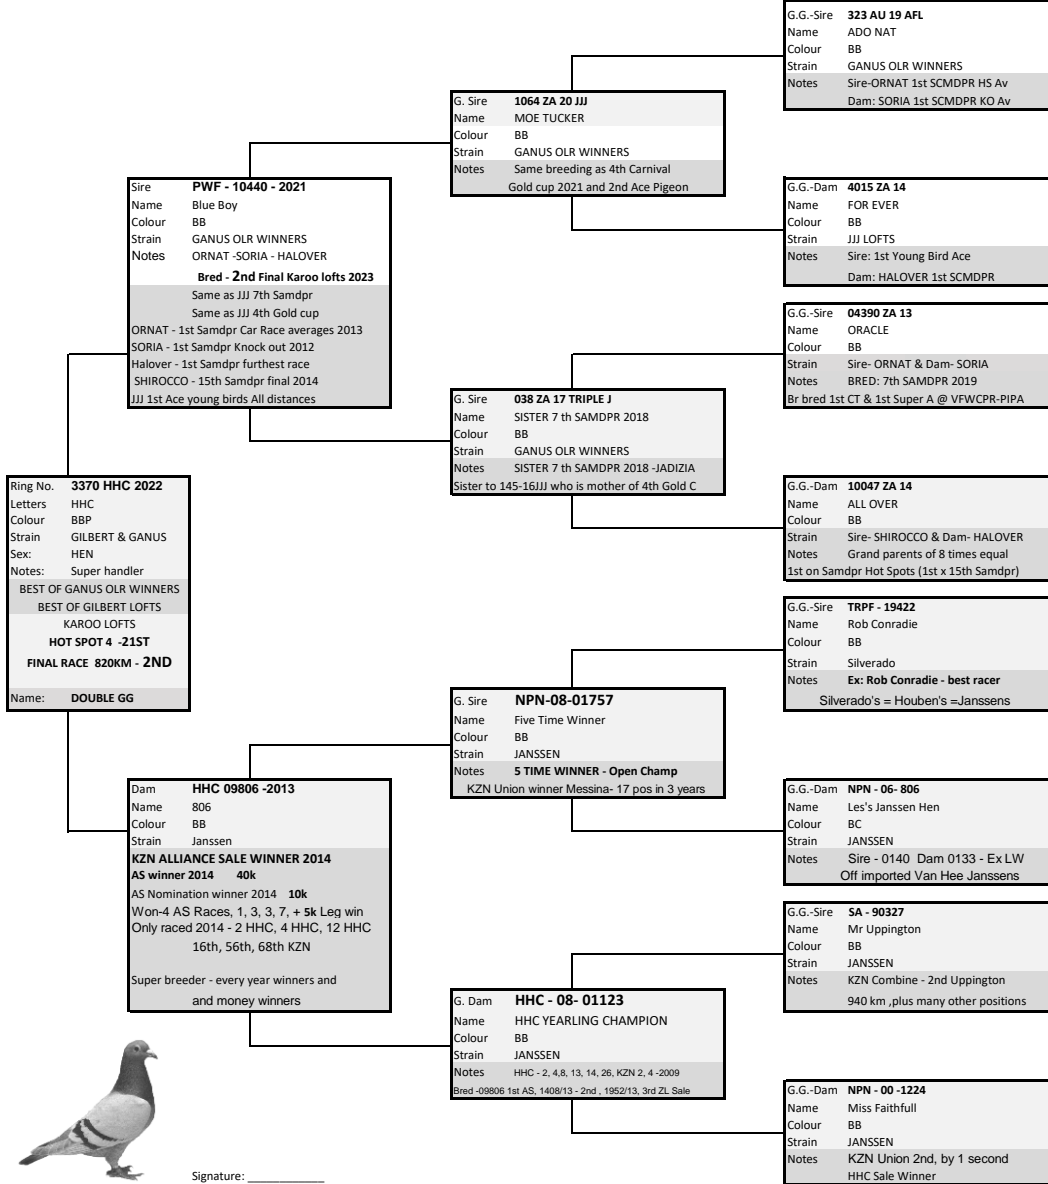 G.G.-Sire 323 AU 19 AFL
Name ADO NAT
Colour BB
Strain GANUS OLR WINNERS
Notes Sire-ORNAT 1st SCMDPR HS Av
Dam: SORIA 1st SCMDPR KO Av
G. Sire 1064 ZA 20 JJJ
Name MOE TUCKER
Colour BB
Strain GANUS OLR WINNERS
Notes Same breeding as 4th Carnival
Gold cup 2021 and 2nd Ace Pigeon
G.G.-Dam 4015 ZA 14
Name FOR EVER
Colour BB
Strain JJJ LOFTS
Notes Sire: 1st Young Bird Ace
Dam: HALOVER 1st SCMDPR
Sire PWF - 10440 - 2021
Name Blue Boy
Colour BB
Strain GANUS OLR WINNERS
Notes ORNAT -SORIA - HALOVER
Bred - 2nd Final Karoo lofts 2023
Same as JJJ 7th Samdpr
Same as JJJ 4th Gold cup
ORNAT - 1st Samdpr Car Race averages 2013
SORIA - 1st Samdpr Knock out 2012
Halover - 1st Samdpr furthest race
SHIROCCO - 15th Samdpr final 2014
JJJ 1st Ace young birds All distances
G.G.-Sire 04390 ZA 13
Name ORACLE
Colour BB
Strain Sire- ORNAT & Dam- SORIA
Notes BRED: 7th SAMDPR 2019
Br bred 1st CT & 1st Super A @ VFWCPR-PIPA
G. Sire 038 ZA 17 TRIPLE J
Name SISTER 7 th SAMDPR 2018
Colour BB
Strain GANUS OLR WINNERS
Notes SISTER 7 th SAMDPR 2018 -JADIZIA
Sister to 145-16JJJ who is mother of 4th Gold C
G.G.-Dam 10047 ZA 14
Name ALL OVER
Colour BB
Strain Sire- SHIROCCO & Dam- HALOVER
Notes Grand parents of 8 times equal
1st on Samdpr Hot Spots (1st x 15th Samdpr)
Ring No. 3370 HHC 2022
Letters HHC
Colour BBP
Strain GILBERT & GANUS
Sex: HEN
Notes: Super handler
BEST OF GANUS OLR WINNERS
BEST OF GILBERT LOFTS
KAROO LOFTS
HOT SPOT 4 -21ST
FINAL RACE 820KM - 2ND
Name: DOUBLE GG
G.G.-Sire TRPF - 19422
Name Rob Conradie
Colour BB
Strain Silverado
Notes Ex: Rob Conradie - best racer
Silverado's = Houben's =Janssens
G. Sire NPN-08-01757
Name Five Time Winner
Colour BB
Strain JANSSEN
Notes 5 TIME WINNER - Open Champ
KZN Union winner Messina- 17 pos in 3 years
G.G.-Dam NPN - 06- 806
Name Les's Janssen Hen
Colour BC
Strain JANSSEN
Notes Sire - 0140 Dam 0133 - Ex LW
Off imported Van Hee Janssens
Dam HHC 09806 -2013
Name 806
Colour BB
Strain Janssen
KZN ALLIANCE SALE WINNER 2014
AS winner 2014 40k
AS Nomination winner 2014 10k
Won-4 AS Races, 1, 3, 3, 7, + 5k Leg win
Only raced 2014 - 2 HHC, 4 HHC, 12 HHC
16th, 56th, 68th KZN
Super breeder - every year winners and
and money winners
G.G.-Sire SA - 90327
Name Mr Uppington
Colour BB
Strain JANSSEN
Notes KZN Combine - 2nd Uppington
940 km ,plus many other positions
G. Dam HHC - 08- 01123
Name HHC YEARLING CHAMPION
Colour BB
Strain JANSSEN
Notes HHC - 2, 4,8, 13, 14, 26, KZN 2, 4 -2009
Bred -09806 1st AS, 1408/13 - 2nd , 1952/13, 3rd ZL Sale
G.G.-Dam NPN - 00 -1224
Name Miss Faithfull
Colour BB
Strain JANSSEN
Notes KZN Union 2nd, by 1 second
HHC Sale Winner
Signature: ____________